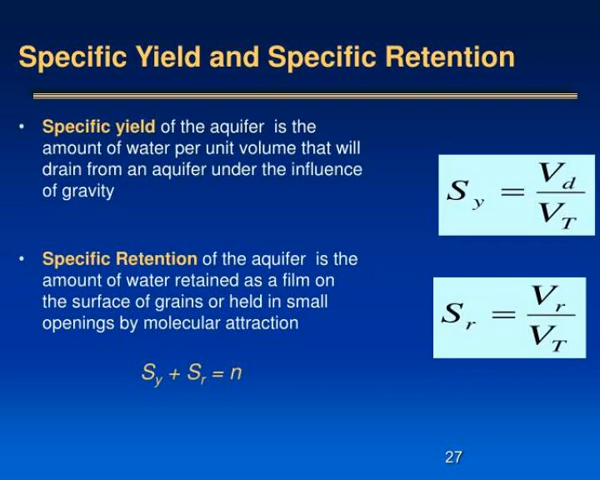 Specific Yield and Specific Retention
• Specific yield of the aquifer is the
amount of water per unit volume that will
drain from an aquifer under the influence
of gravity
S_y = V_d / V_T
• Specific Retention of the aquifer is the
amount of water retained as a film on
the surface of grains or held in small
openings by molecular attraction
S_r = V_r / V_T
S_y + S_r = n
27